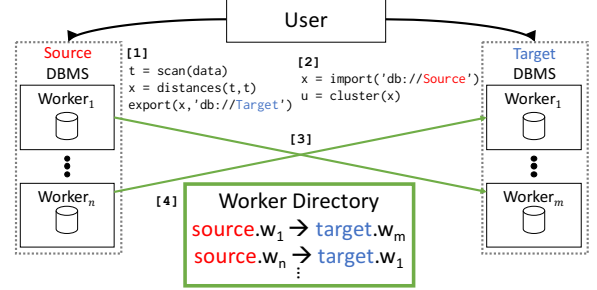 User
Source
DBMS
Worker1
Workern
[1]
t = scan(data)
x = distances(t,t)
export(x,'db://Target')
[2]
x = import('db://Source')
u = cluster(x)
Target
DBMS
Worker1
Workerm
[3]
[4]
Worker Directory
source.w1 → target.wm
source.wn → target.w1
⋮